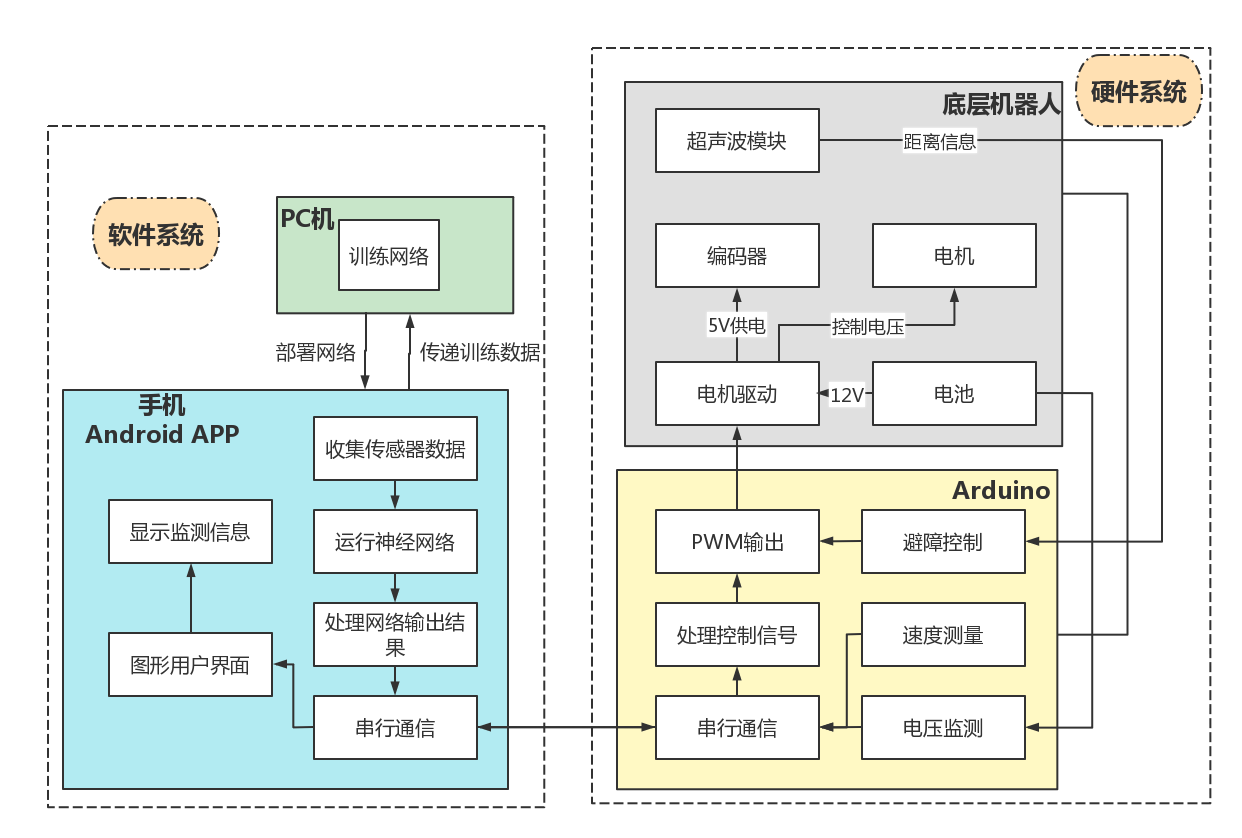 软件系统
PC机
训练网络
部署网络
传递训练数据
手机
Android APP
收集传感器数据
显示监测信息
运行神经网络
处理网络输出结
果
图形用户界面
串行通信
硬件系统
底层机器人
超声波模块
距离信息
编码器
电机
5V供电
控制电压
电机驱动
12V
电池
Arduino
PWM输出
避障控制
处理控制信号
速度测量
串行通信
电压监测